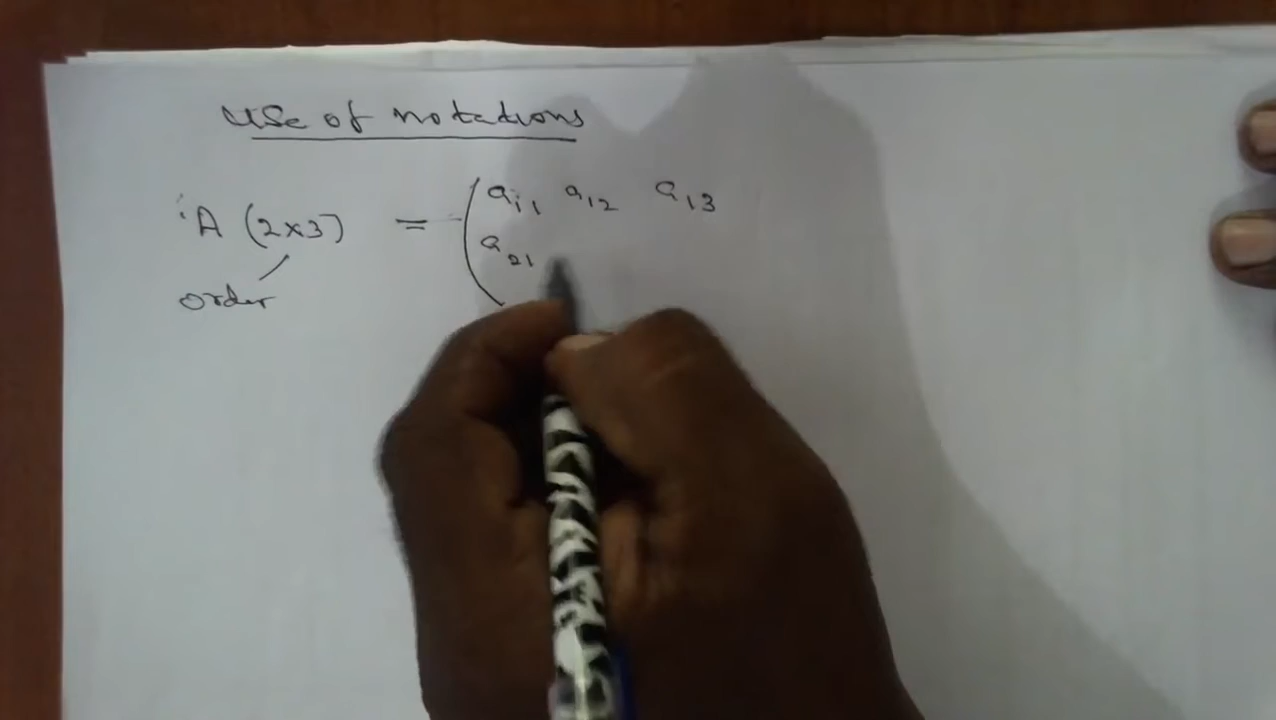 Use of notations
A (2×3) = ( a11 a12 a13
a21
order